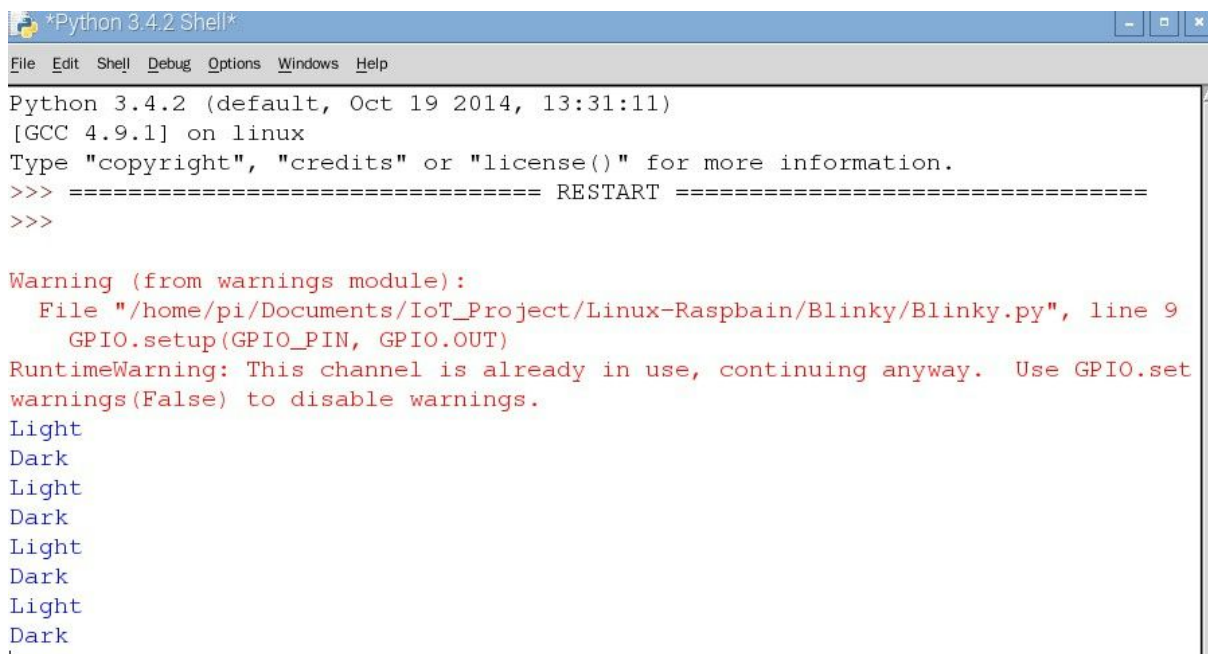 *Python 3.4.2 Shell*
File Edit Shell Debug Options Windows Help
Python 3.4.2 (default, Oct 19 2014, 13:31:11)
[GCC 4.9.1] on linux
Type "copyright", "credits" or "license()" for more information.
>>> ================================ RESTART ================================
>>>
Warning (from warnings module):
  File "/home/pi/Documents/IoT_Project/Linux-Raspbain/Blinky/Blinky.py", line 9
    GPIO.setup(GPIO_PIN, GPIO.OUT)
RuntimeWarning: This channel is already in use, continuing anyway.  Use GPIO.set
warnings(False) to disable warnings.
Light
Dark
Light
Dark
Light
Dark
Light
Dark